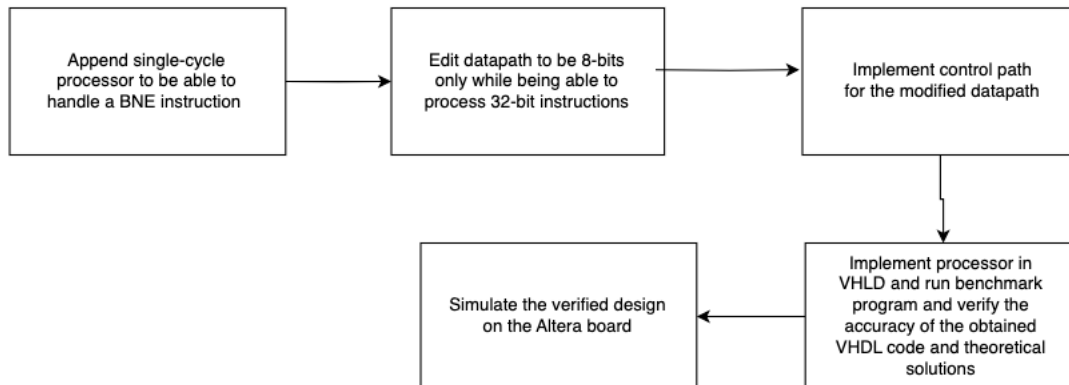 Append single-cycle
processor to be able to
handle a BNE instruction
Edit datapath to be 8-bits
only while being able to
process 32-bit instructions
Implement control path
for the modified datapath
Implement processor in
VHLD and run benchmark
program and verify the
accuracy of the obtained
VHDL code and theoretical
solutions
Simulate the verified design
on the Altera board